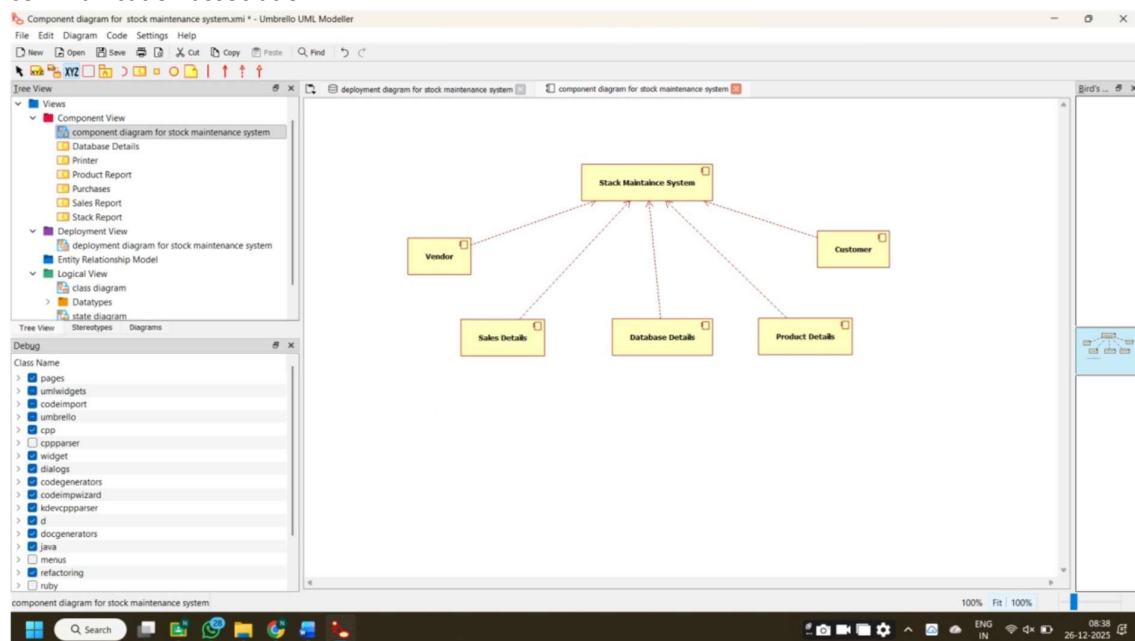 Component diagram for stock maintenance system.xmi * - Umbrello UML Modeller
File Edit Diagram Code Settings Help
New Open Save Cut Copy Paste Find
XYZ
Tree View
deployment diagram for stock maintenance system component diagram for stock maintenance system
Bird's ...
Views
Component View
component diagram for stock maintenance system
Database Details
Printer
Product Report
Purchases
Sales Report
Stack Report
Deployment View
deployment diagram for stock maintenance system
Entity Relationship Model
Logical View
class diagram
Datatypes
state diagram
Tree View Stereotypes Diagrams
Stack Maintaince System
Vendor
Customer
Sales Details
Database Details
Product Details
Debug
Class Name
pages
umlwidgets
codeimport
umbrello
cpp
cppparser
widget
dialogs
codegenerators
codeimpwizard
kdevcppparser
d
docgenerators
java
menus
refactoring
ruby
component diagram for stock maintenance system
100% Fit 100%
Search
ENG
IN
08:38
26-12-2025